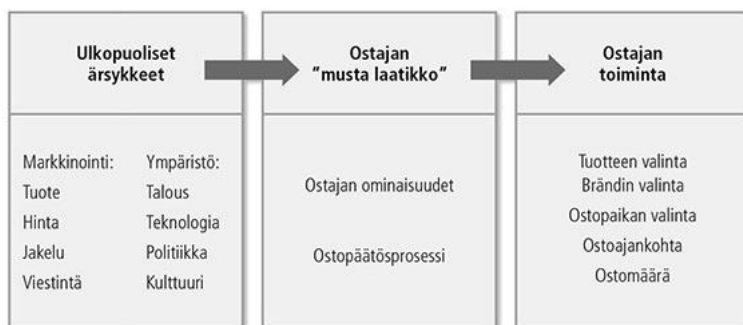 Ulkopuoliset
ärsykkeet
Ostajan
"musta laatikko"
Ostajan
toiminta
Markkinointi:
Tuote
Hinta
Jakelu
Viestintä
Ympäristö:
Talous
Teknologia
Politiikka
Kulttuuri
Ostajan ominaisuudet
Ostopäätösprosessi
Tuotteen valinta
Brändin valinta
Ostopaikan valinta
Ostoajankohta
Ostomäärä